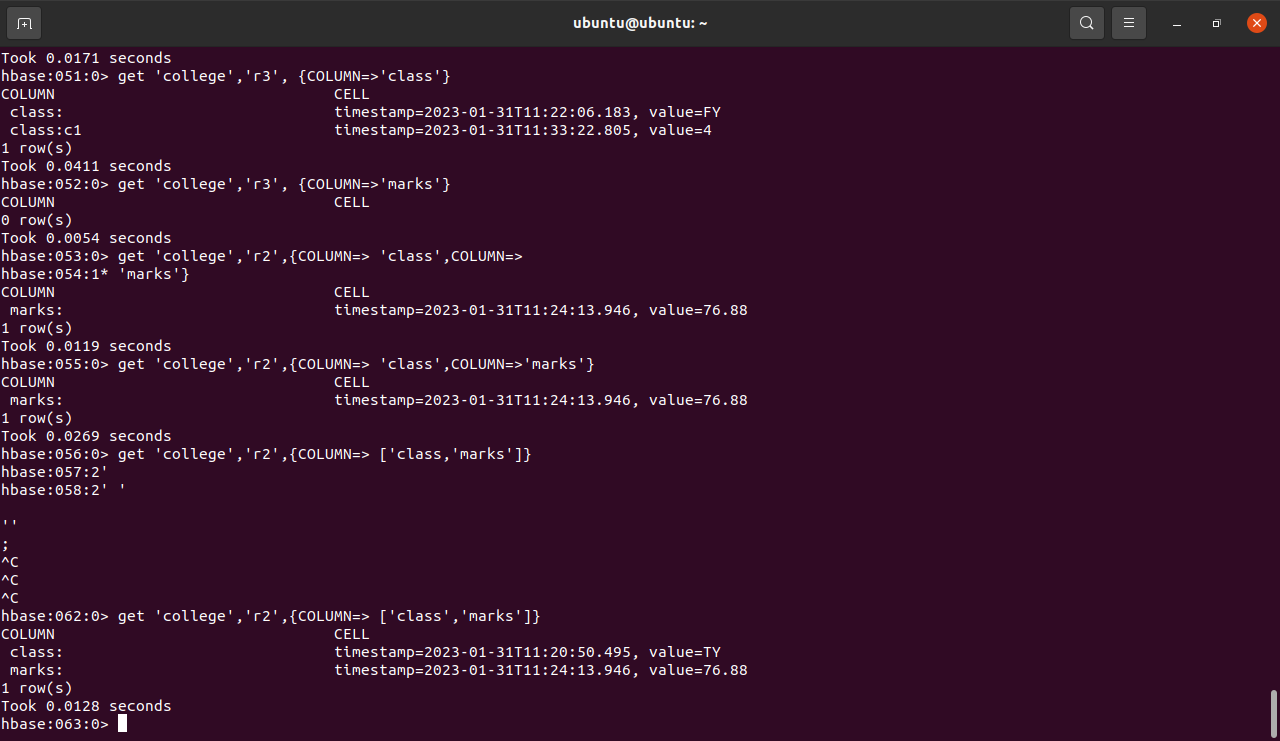 ubuntu@ubuntu: ~
Took 0.0171 seconds
hbase:051:0> get 'college','r3', {COLUMN=>'class'}
COLUMN                               CELL
 class:                              timestamp=2023-01-31T11:22:06.183, value=FY
 class:c1                            timestamp=2023-01-31T11:33:22.805, value=4
1 row(s)
Took 0.0411 seconds
hbase:052:0> get 'college','r3', {COLUMN=>'marks'}
COLUMN                               CELL
0 row(s)
Took 0.0054 seconds
hbase:053:0> get 'college','r2',{COLUMN=> 'class',COLUMN=>
hbase:054:1* 'marks'}
COLUMN                               CELL
 marks:                              timestamp=2023-01-31T11:24:13.946, value=76.88
1 row(s)
Took 0.0119 seconds
hbase:055:0> get 'college','r2',{COLUMN=> 'class',COLUMN=>'marks'}
COLUMN                               CELL
 marks:                              timestamp=2023-01-31T11:24:13.946, value=76.88
1 row(s)
Took 0.0269 seconds
hbase:056:0> get 'college','r2',{COLUMN=> ['class,'marks']}
hbase:057:2'
hbase:058:2' '
''
;
^C
^C
^C
hbase:062:0> get 'college','r2',{COLUMN=> ['class','marks']}
COLUMN                               CELL
 class:                              timestamp=2023-01-31T11:20:50.495, value=TY
 marks:                              timestamp=2023-01-31T11:24:13.946, value=76.88
1 row(s)
Took 0.0128 seconds
hbase:063:0>